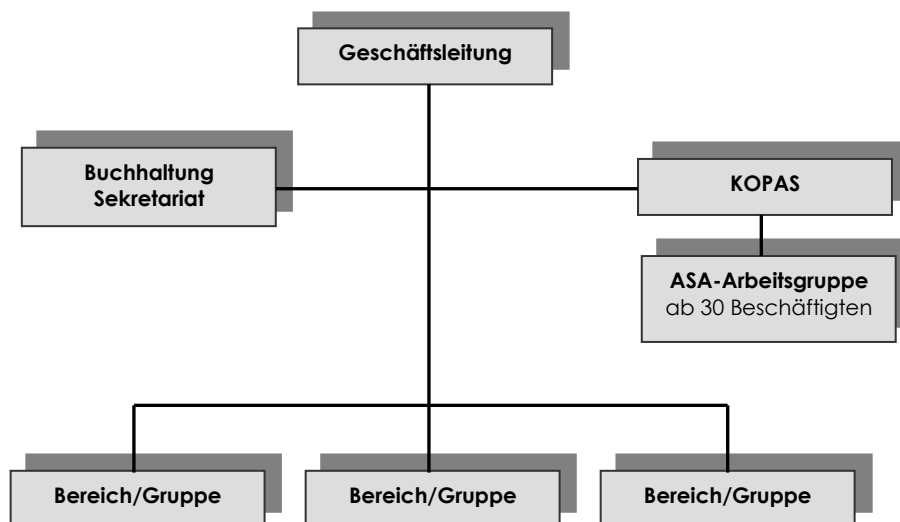 Geschäftsleitung
Buchhaltung
Sekretariat
KOPAS
ASA-Arbeitsgruppe
ab 30 Beschäftigten
Bereich/Gruppe
Bereich/Gruppe
Bereich/Gruppe